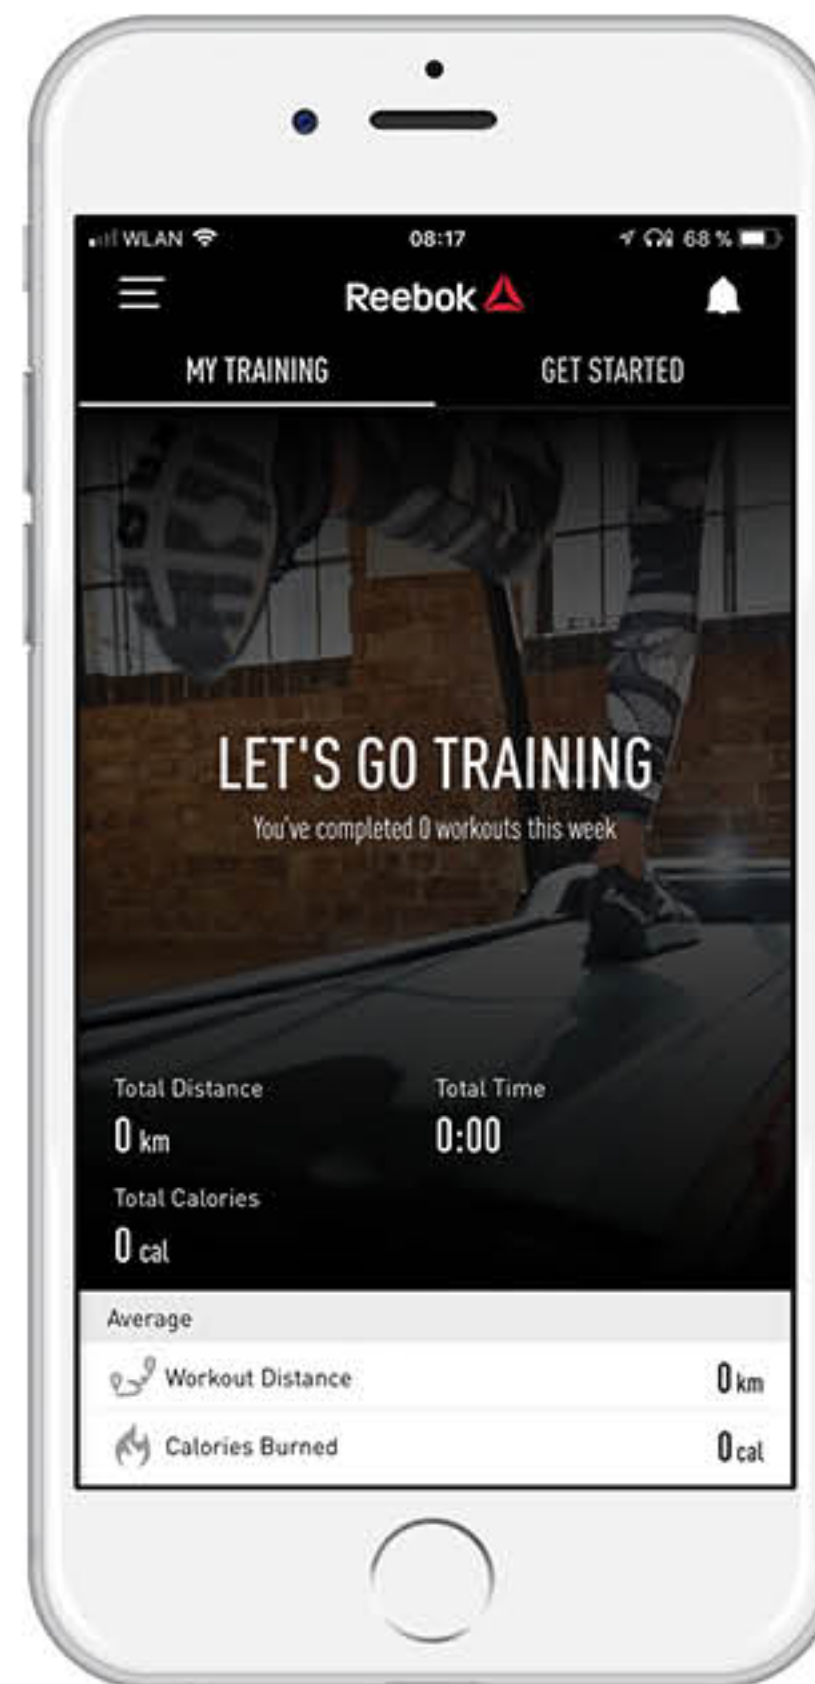 WLAN 08:17 68 %
Reebok
MY TRAINING GET STARTED
LET'S GO TRAINING
You've completed 0 workouts this week
Total Distance Total Time
0 km 0:00
Total Calories
0 cal
Average
Workout Distance 0 km
Calories Burned 0 cal